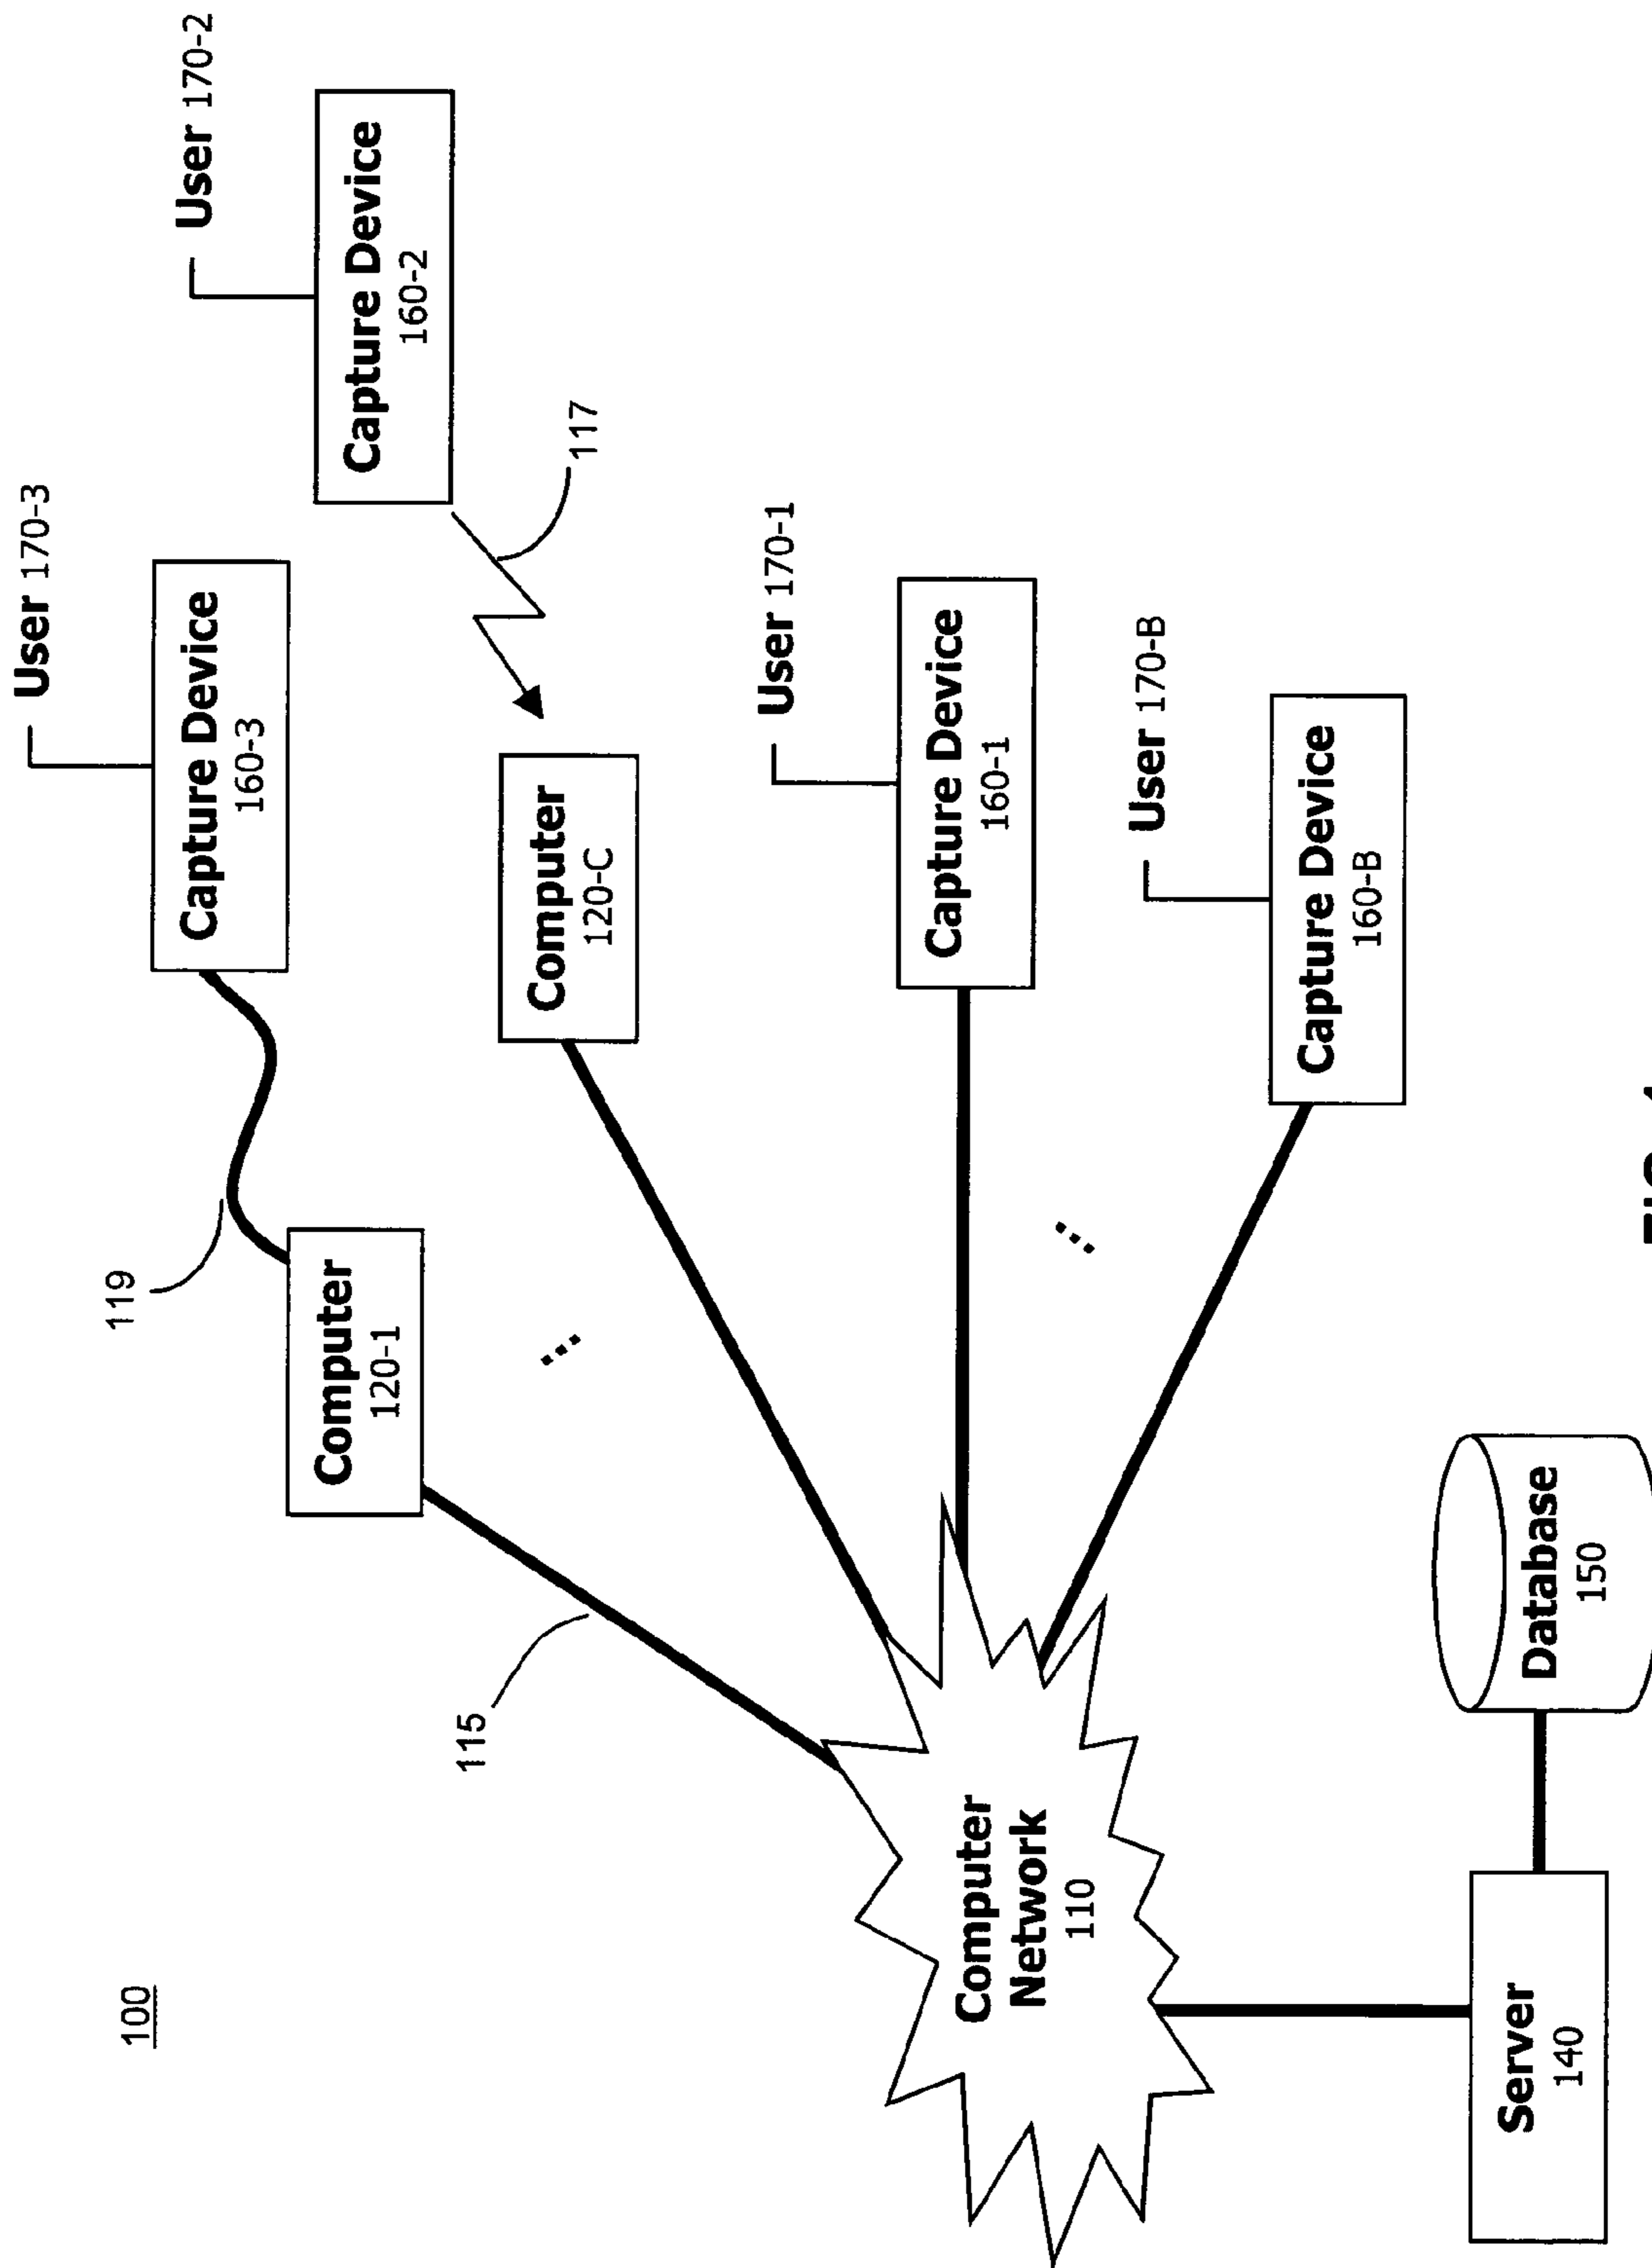 User 170-3
119
100
User 170-2
Capture Device
160-3
Computer
120-1
Capture Device
160-2
115
Computer
120-C
117
User 170-1
Capture Device
160-1
Computer
Network
110
User 170-B
Capture Device
160-B
Server
140
Database
150